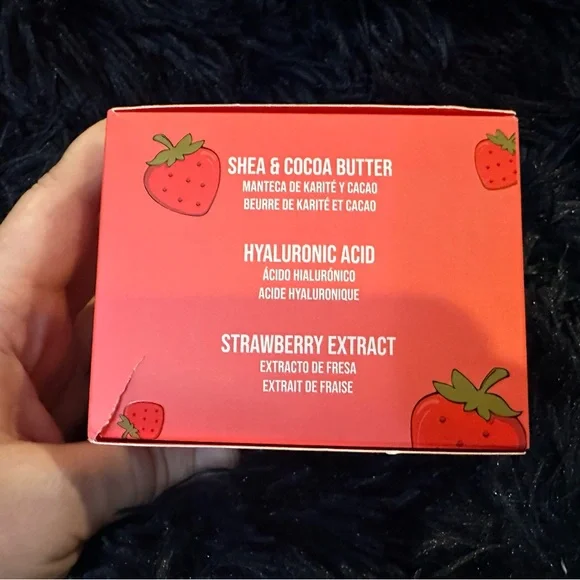 SHEA & COCOA BUTTER
MANTECA DE KARITÉ Y CACAO
BEURRE DE KARITÉ ET CACAO
HYALURONIC ACID
ÁCIDO HIALURÓNICO
ACIDE HYALURONIQUE
STRAWBERRY EXTRACT
EXTRACTO DE FRESA
EXTRAIT DE FRAISE